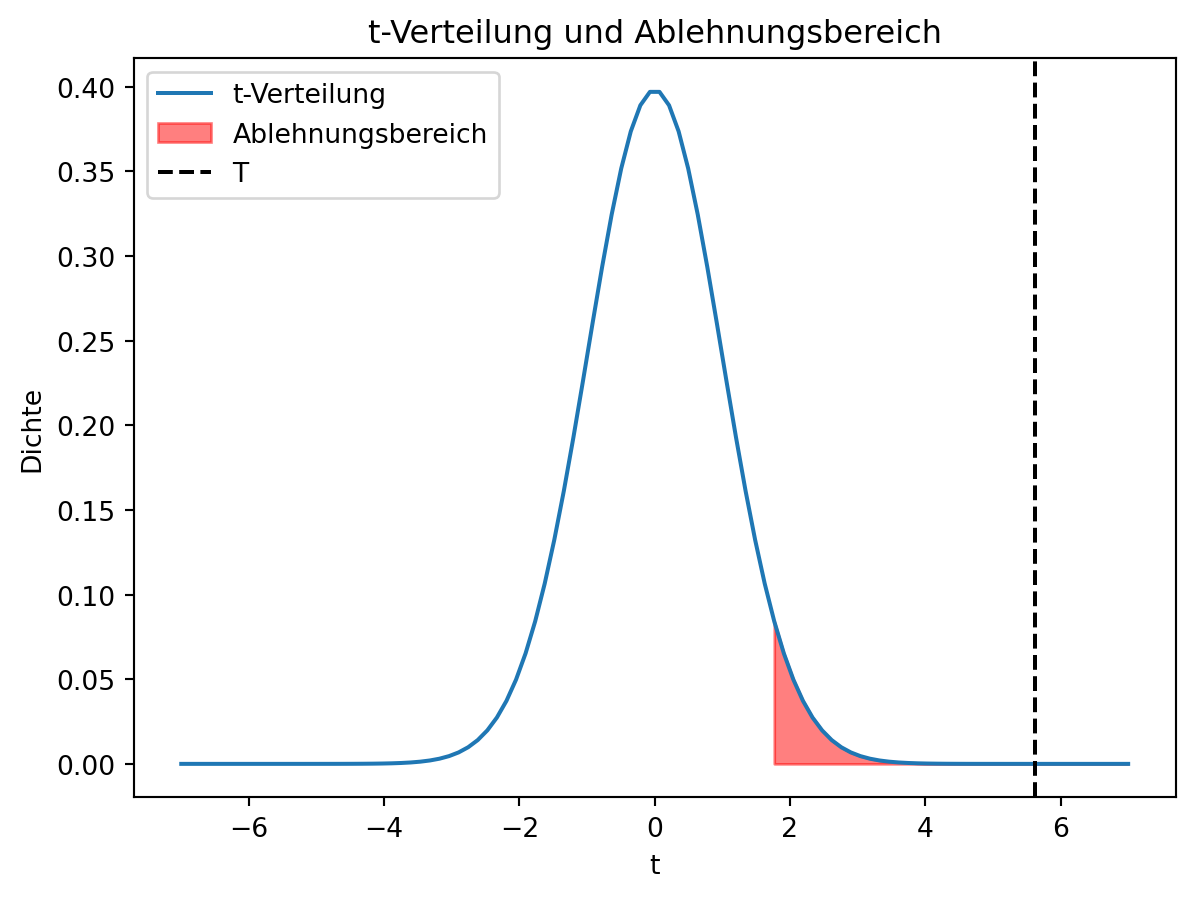 t-Verteilung und Ablehnungsbereich
t-Verteilung
Ablehnungsbereich
T
Dichte
0.40
0.35
0.30
0.25
0.20
0.15
0.10
0.05
0.00
−6
−4
−2
0
2
4
6
t